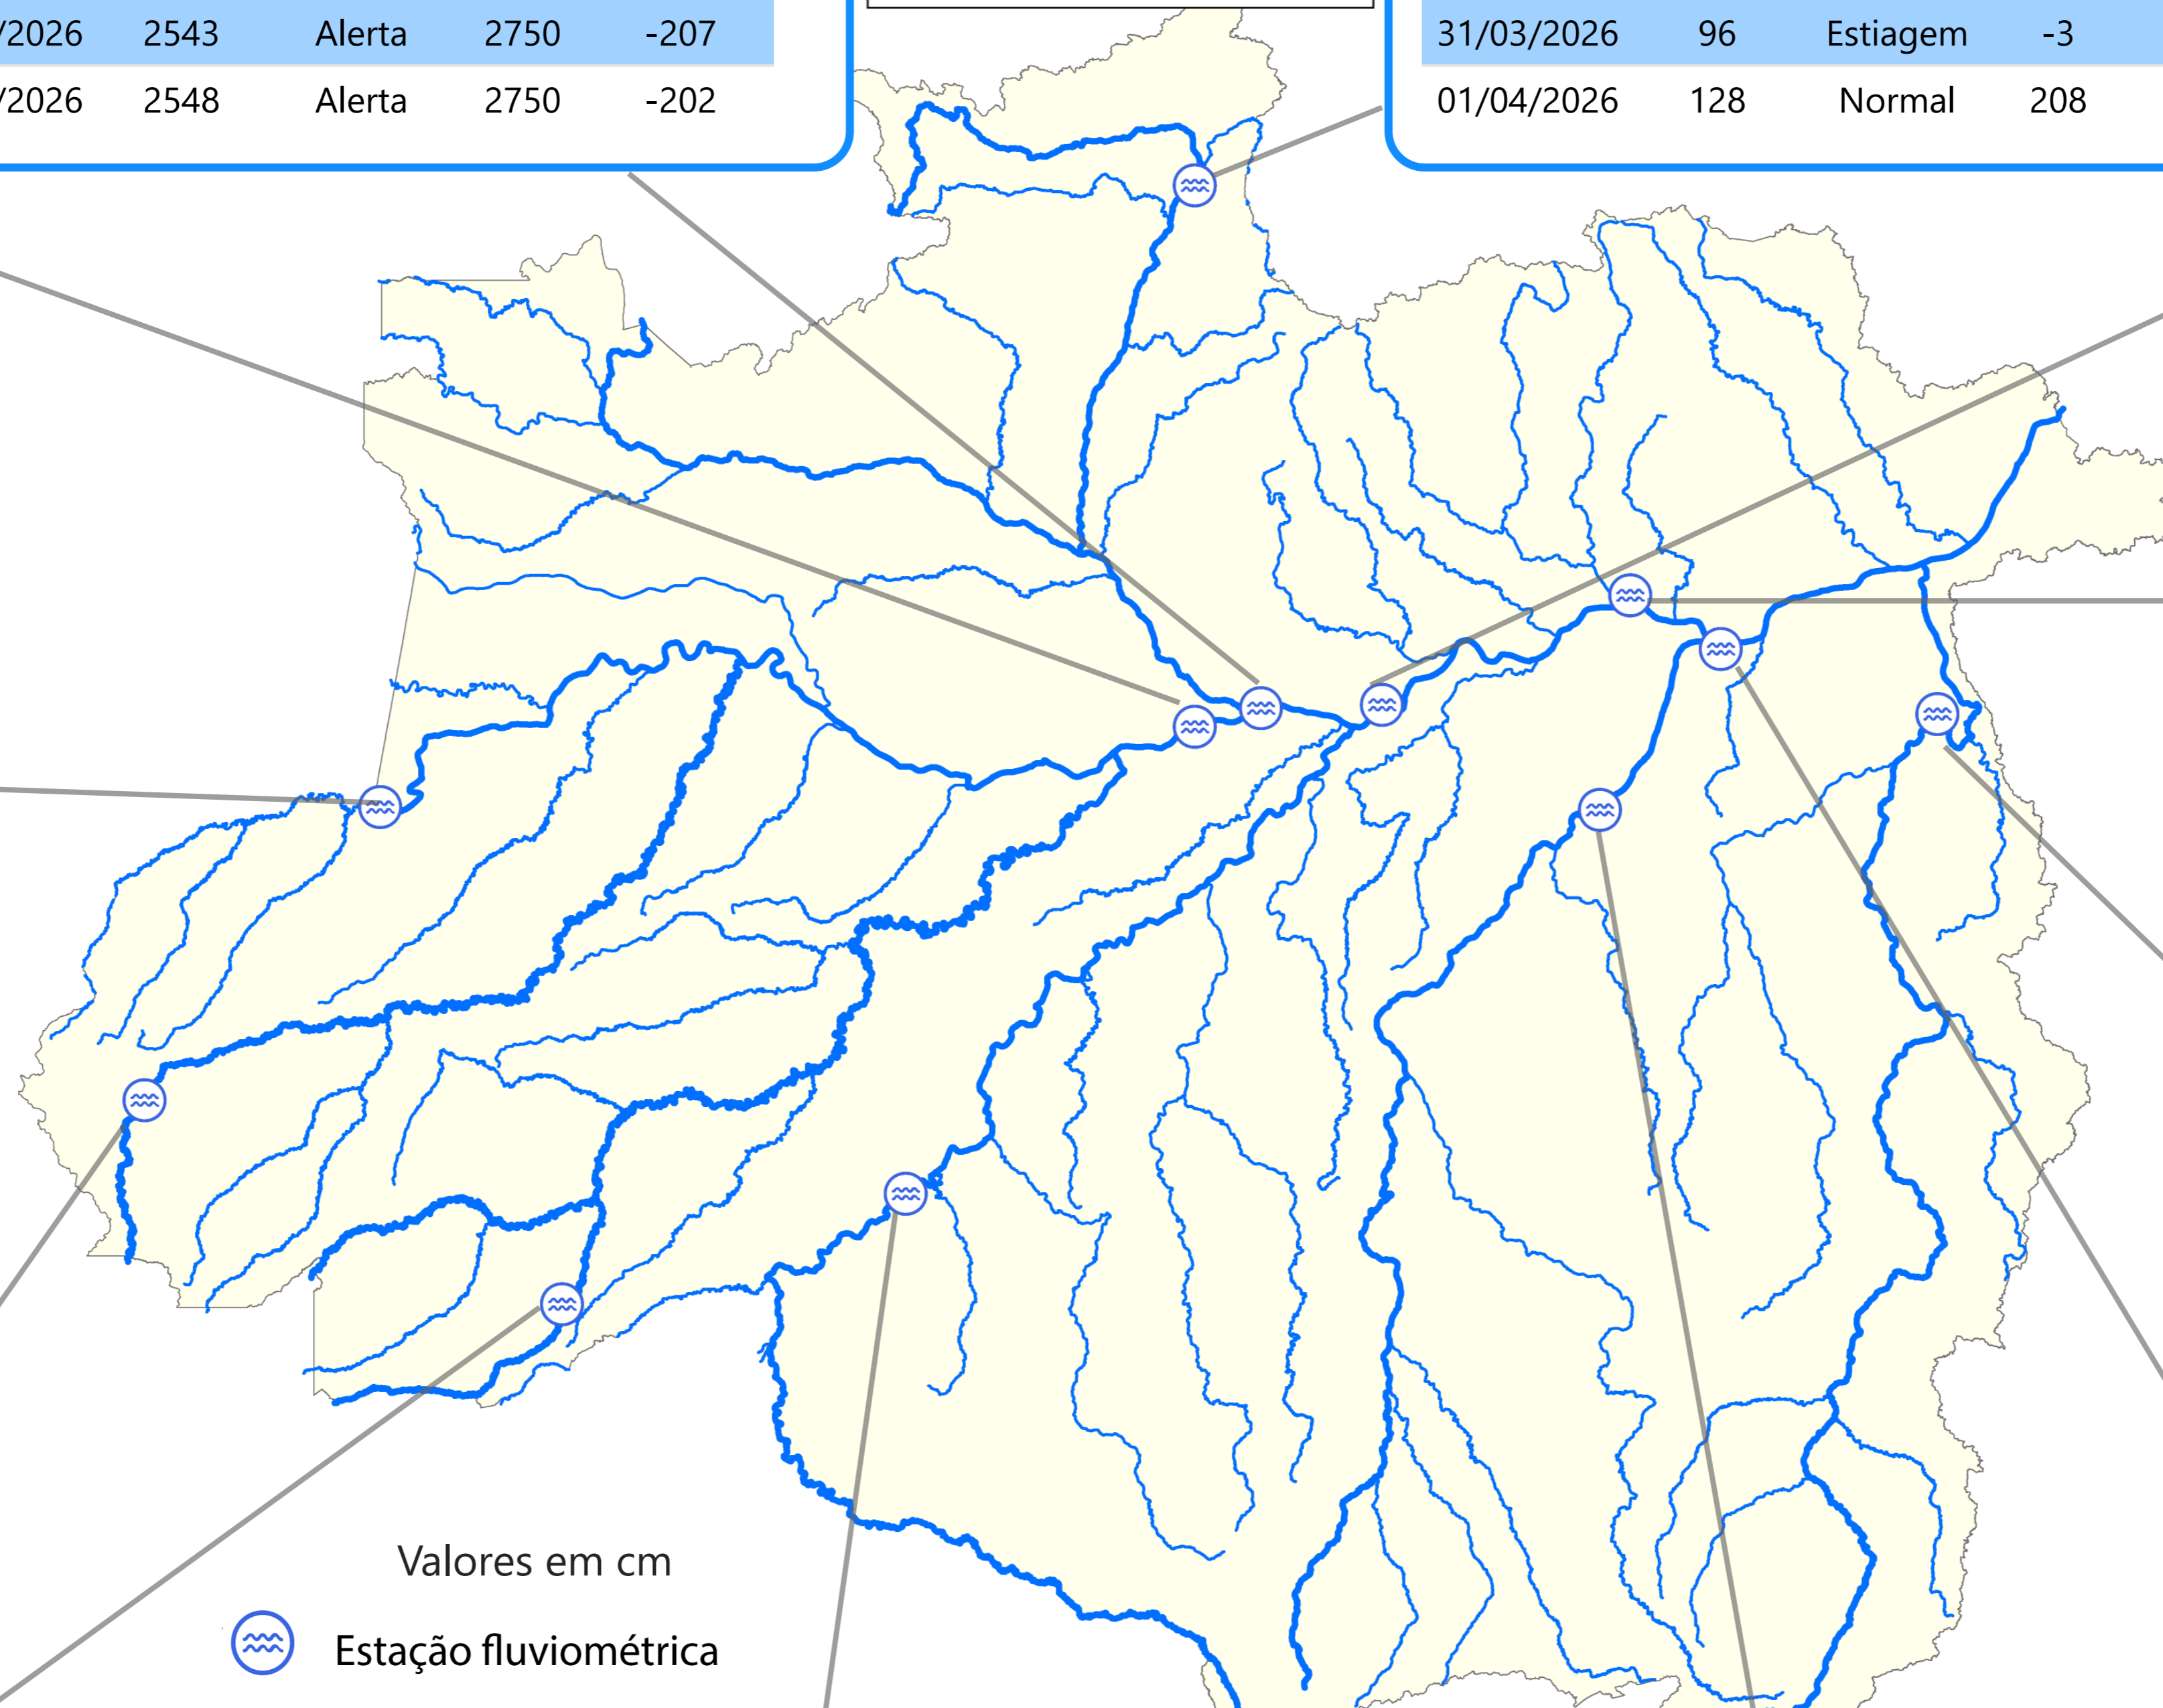 /2026 2543 Alerta 2750 -207
/2026 2548 Alerta 2750 -202
31/03/2026 96 Estiagem -3
01/04/2026 128 Normal 208
Valores em cm
Estação fluviométrica